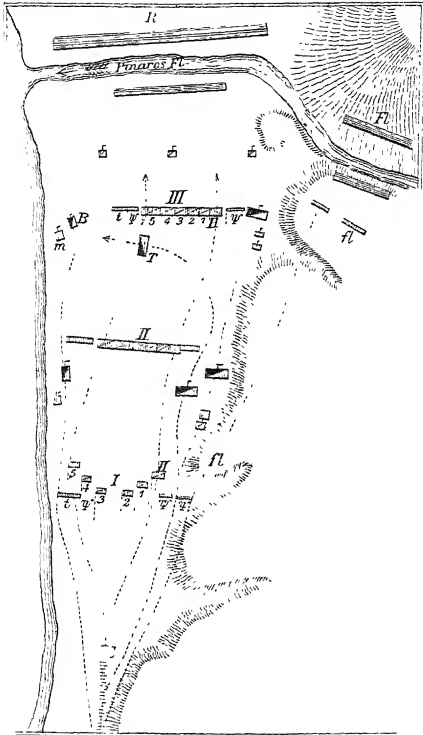 R
Pinaros Fl.
Fl
III
t ψ 5 4 3 2 1 H ψ
B
m
T
fl
II
fl
I
H
5
4
3 2 1
t ψ ψ ψ